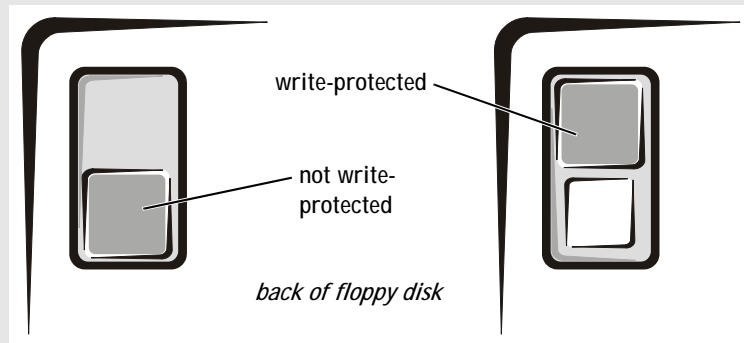 write-protected
not write-
protected
back of floppy disk